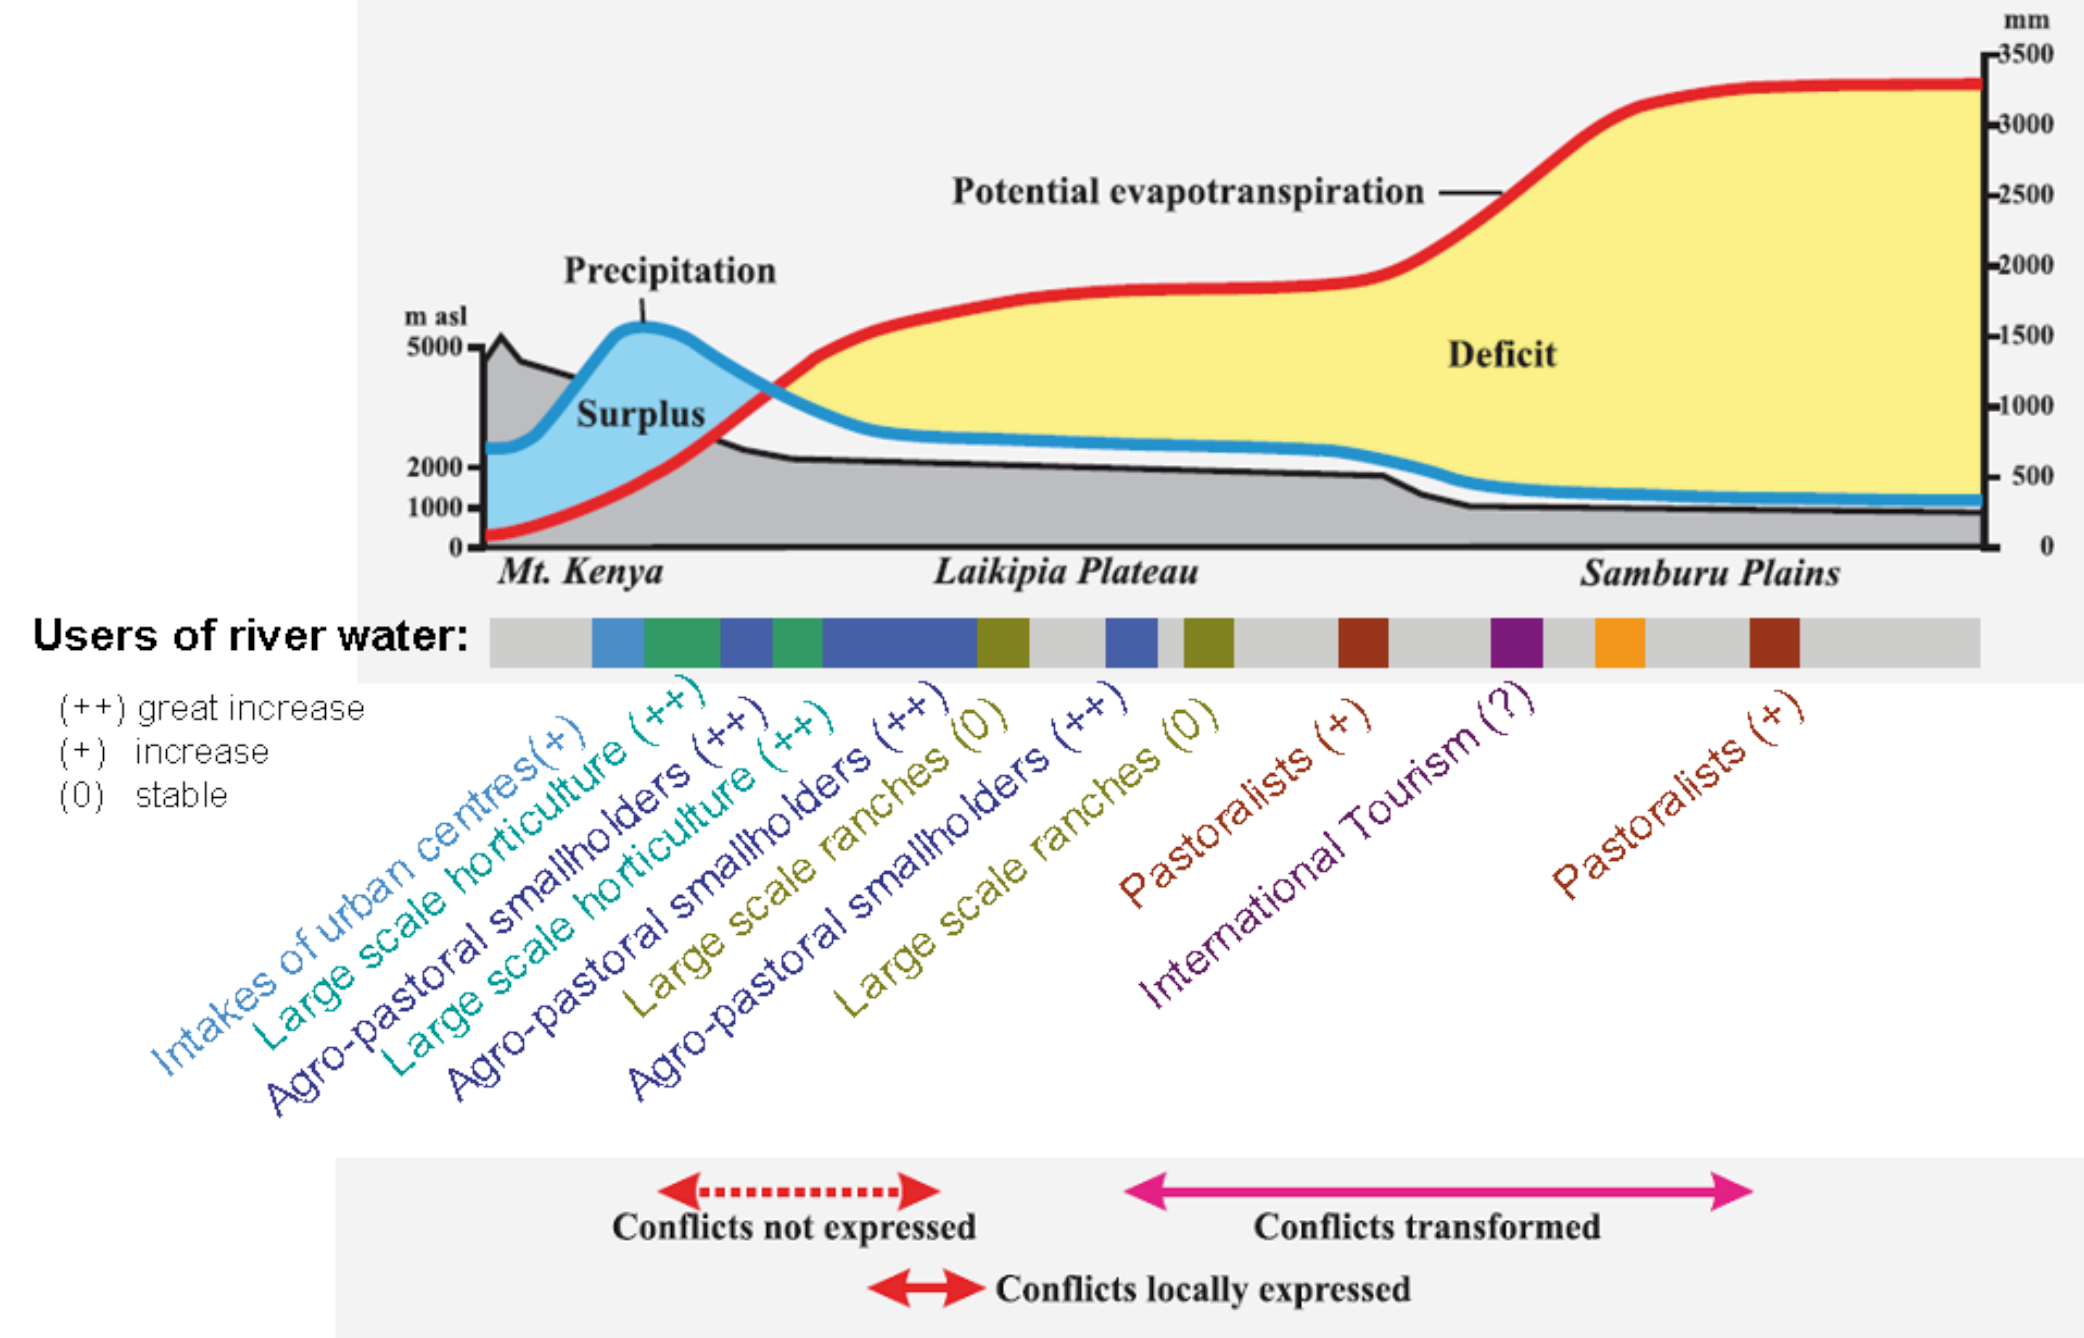 mm
3500
3000
2500
2000
1500
1000
500
0
Potential evapotranspiration
Precipitation
m asl
5000
2000
1000
0
Surplus
Deficit
Mt. Kenya
Laikipia Plateau
Samburu Plains
Users of river water:
(++) great increase
(+) increase
(0) stable
Intakes of urban centres(+)
Large scale horticulture (++)
Agro-pastoral smallholders (++)
Large scale horticulture (++)
Agro-pastoral smallholders (++)
Large scale ranches (0)
Agro-pastoral smallholders (++)
Large scale ranches (0)
Pastoralists (+)
International Tourism (?)
Pastoralists (+)
Conflicts not expressed
Conflicts transformed
Conflicts locally expressed